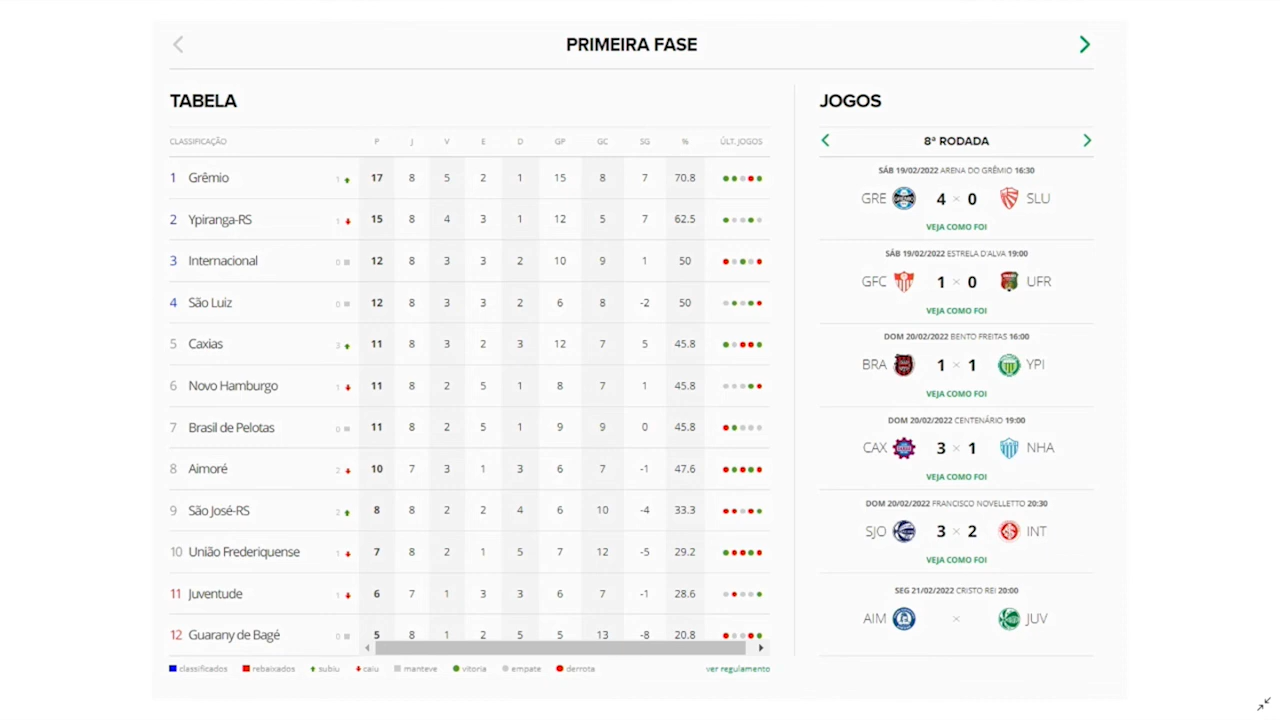 PRIMEIRA FASE
TABELA
CLASSIFICAÇÃO P J V E D GP GC SG % ÚLT. JOGOS
1 Grêmio 1 17 8 5 2 1 15 8 7 70.8
2 Ypiranga-RS 1 15 8 4 3 1 12 5 7 62.5
3 Internacional 0 12 8 3 3 2 10 9 1 50
4 São Luiz 0 12 8 3 3 2 6 8 -2 50
5 Caxias 3 11 8 3 2 3 12 7 5 45.8
6 Novo Hamburgo 1 11 8 2 5 1 8 7 1 45.8
7 Brasil de Pelotas 0 11 8 2 5 1 9 9 0 45.8
8 Aimoré 2 10 7 3 1 3 6 7 -1 47.6
9 São José-RS 2 8 8 2 2 4 6 10 -4 33.3
10 União Frederiquense 1 7 8 2 1 5 7 12 -5 29.2
11 Juventude 1 6 7 1 3 3 6 7 -1 28.6
12 Guarany de Bagé 0 5 8 1 2 5 5 13 -8 20.8
classificados rebaixados subiu caiu manteve vitoria empate derrota ver regulamento
JOGOS
8ª RODADA
SÁB 19/02/2022 ARENA DO GRÊMIO 16:30
GRE 4 × 0 SLU
VEJA COMO FOI
SÁB 19/02/2022 ESTRELA D'ALVA 19:00
GFC 1 × 0 UFR
VEJA COMO FOI
DOM 20/02/2022 BENTO FREITAS 16:00
BRA 1 × 1 YPI
VEJA COMO FOI
DOM 20/02/2022 CENTENÁRIO 19:00
CAX 3 × 1 NHA
VEJA COMO FOI
DOM 20/02/2022 FRANCISCO NOVELLETTO 20:30
SJO 3 × 2 INT
VEJA COMO FOI
SEG 21/02/2022 CRISTO REI 20:00
AIM × JUV